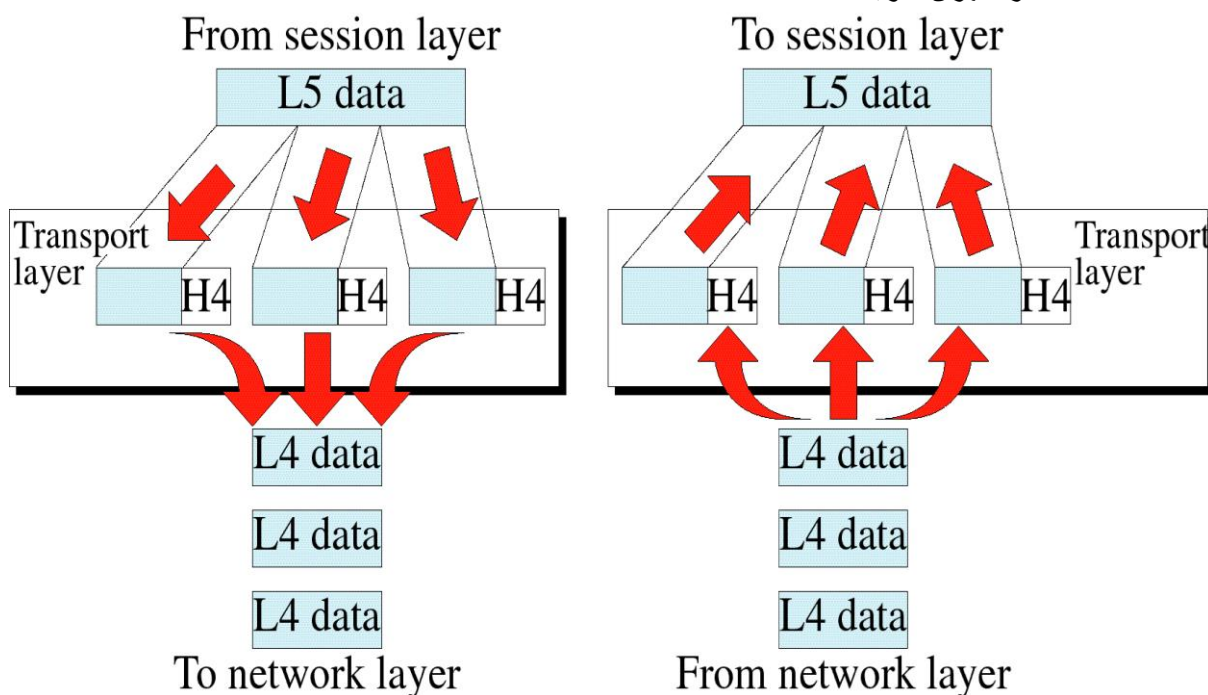 From session layer
L5 data
Transport
layer
H4
H4
H4
L4 data
L4 data
L4 data
To network layer
To session layer
L5 data
Transport
layer
H4
H4
H4
L4 data
L4 data
L4 data
From network layer